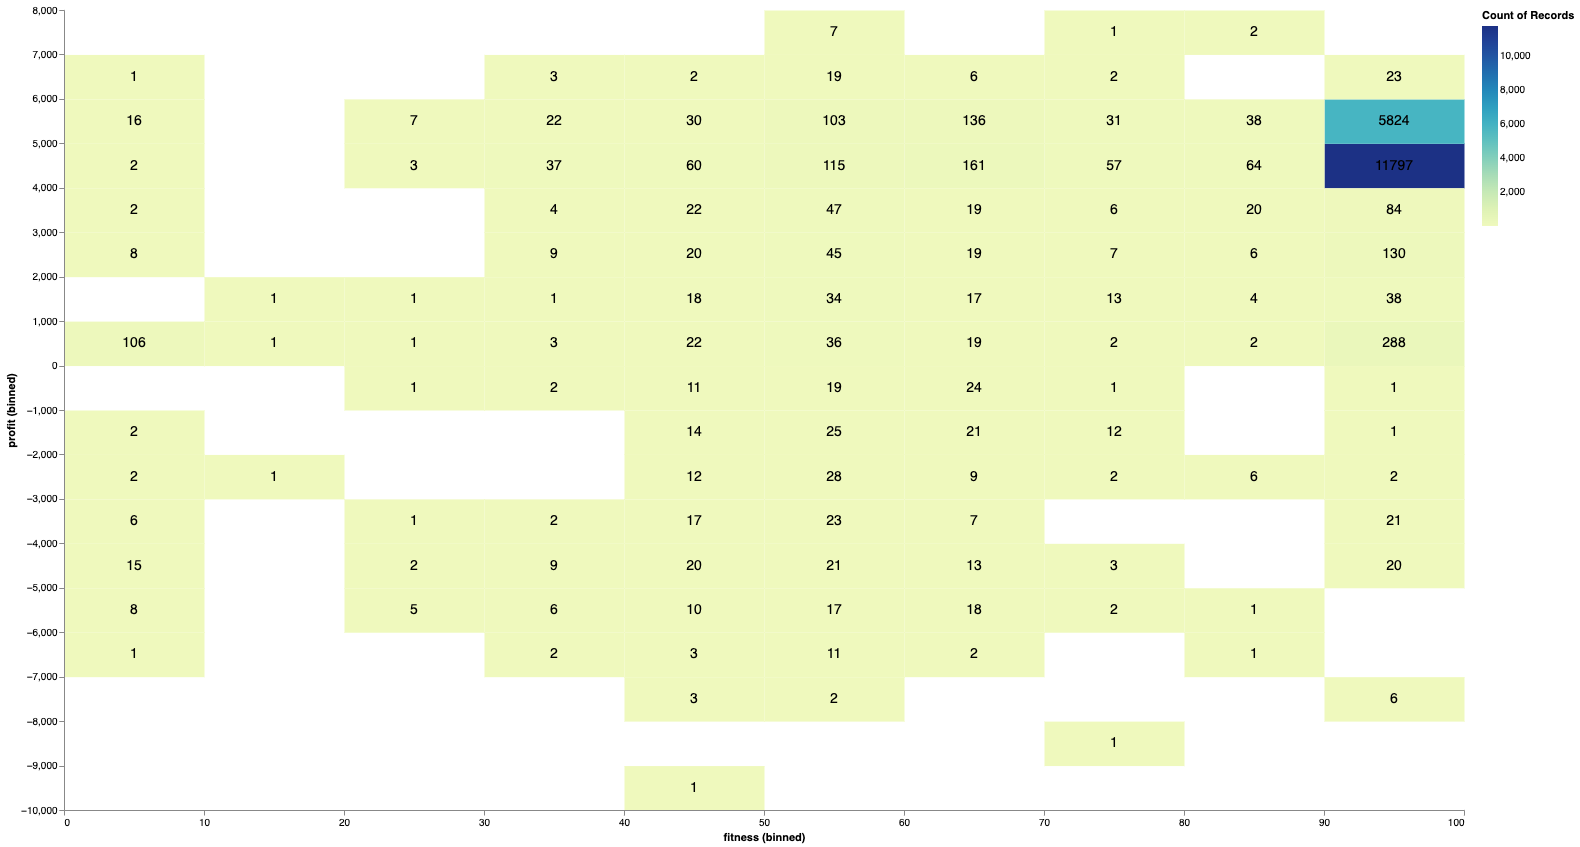 Count of Records
10,000
8,000
6,000
4,000
2,000
profit (binned)
8,000 7 1 2
7,000
1 3 2 19 6 2 23
6,000
16 7 22 30 103 136 31 38 5824
5,000
2 3 37 60 115 161 57 64 11797
4,000
2 4 22 47 19 6 20 84
3,000
8 9 20 45 19 7 6 130
2,000
1 1 1 18 34 17 13 4 38
1,000
106 1 1 3 22 36 19 2 2 288
0
1 2 11 19 24 1 1
−1,000
2 14 25 21 12 1
−2,000
2 1 12 28 9 2 6 2
−3,000
6 1 2 17 23 7 21
−4,000
15 2 9 20 21 13 3 20
−5,000
8 5 6 10 17 18 2 1
−6,000
1 2 3 11 2 1
−7,000
3 2 6
−8,000
1
−9,000
1
−10,000
0 10 20 30 40 50 60 70 80 90 100
fitness (binned)